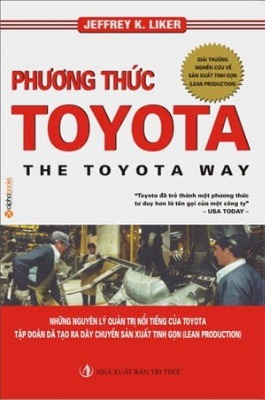 JEFFREY K. LIKER
GIẢI THƯỞNG
NGHIÊN CỨU VỀ
SẢN XUẤT TINH GỌN
(LEAN PRODUCTION)
PHƯƠNG THỨC
TOYOTA
THE TOYOTA WAY
alphabooks
"Toyota đã trở thành một phương thức
tư duy hơn là tên gọi của một công ty"
– USA TODAY –
NHỮNG NGUYÊN LÝ QUẢN TRỊ NỔI TIẾNG CỦA TOYOTA
TẬP ĐOÀN ĐÃ TẠO RA DÂY CHUYỀN SẢN XUẤT TINH GỌN (LEAN PRODUCTION)
NHÀ XUẤT BẢN TRI THỨC